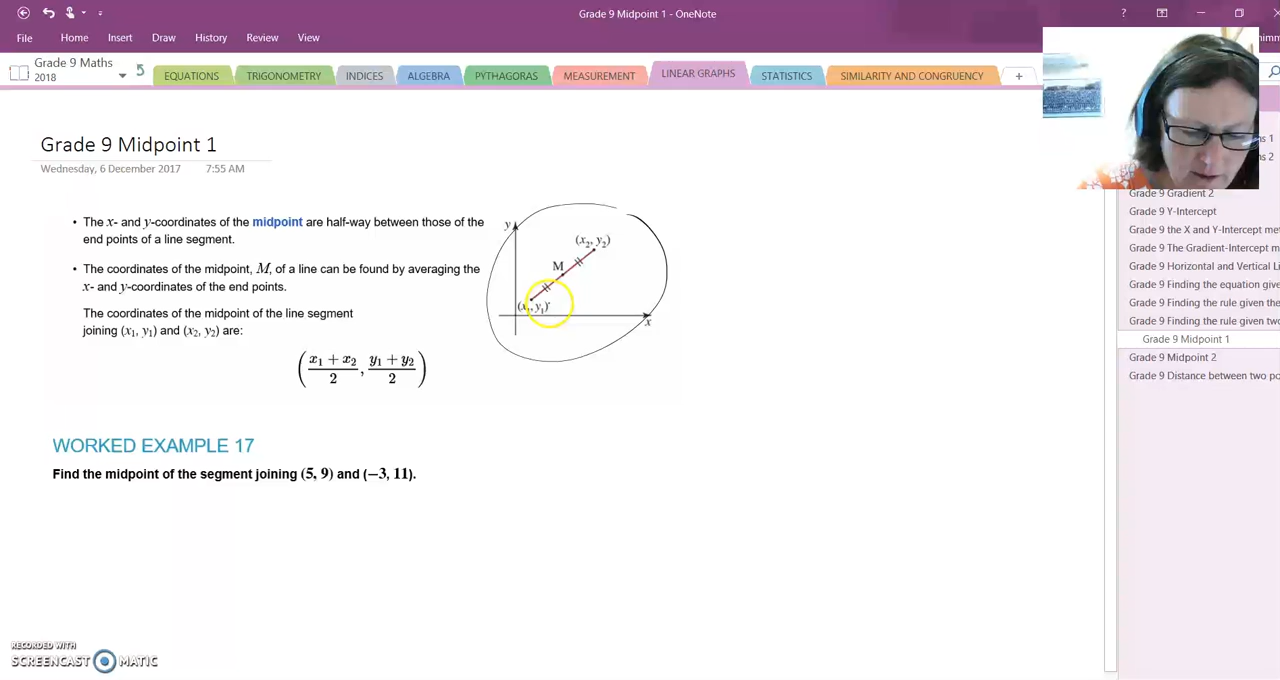 Grade 9 Midpoint 1 - OneNote
?
File Home Insert Draw History Review View
Grade 9 Maths
2018
EQUATIONS TRIGONOMETRY INDICES ALGEBRA PYTHAGORAS MEASUREMENT LINEAR GRAPHS STATISTICS SIMILARITY AND CONGRUENCY +
Grade 9 Midpoint 1
Wednesday, 6 December 2017 7:55 AM
• The x- and y-coordinates of the midpoint are half-way between those of the
end points of a line segment.
• The coordinates of the midpoint, M, of a line can be found by averaging the
x- and y-coordinates of the end points.
The coordinates of the midpoint of the line segment
joining (x₁, y₁) and (x₂, y₂) are:
((x₁ + x₂)/2, (y₁ + y₂)/2)
y
(x₂, y₂)
M
(x₁, y₁)
x
WORKED EXAMPLE 17
Find the midpoint of the segment joining (5, 9) and (−3, 11).
Grade 9 Gradient 2
Grade 9 Y-Intercept
Grade 9 the X and Y-Intercept
Grade 9 The Gradient-Intercept
Grade 9 Horizontal and Vertical
Grade 9 Finding the equation
Grade 9 Finding the rule given the
Grade 9 Finding the rule given
Grade 9 Midpoint 1
Grade 9 Midpoint 2
Grade 9 Distance between two
RECORDED WITH
SCREENCAST MATIC